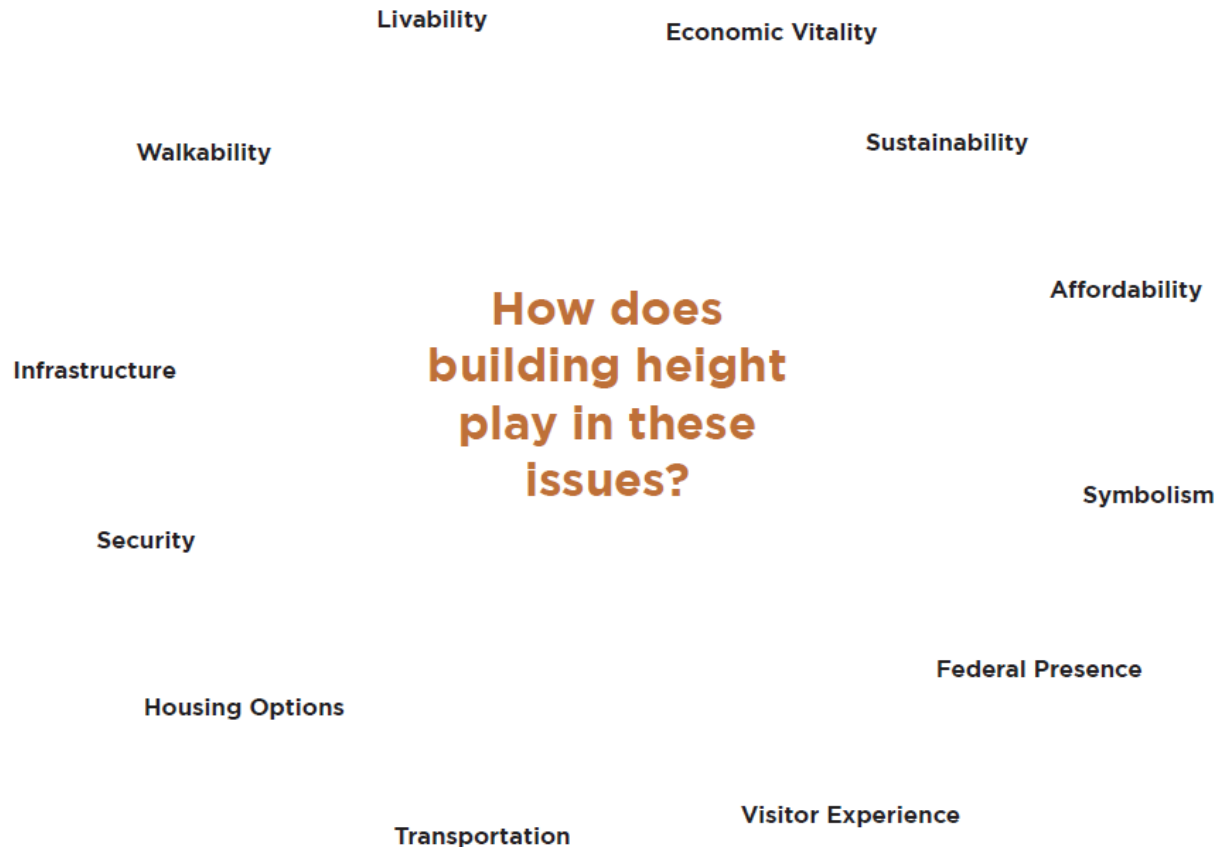 Livability
Economic Vitality
Sustainability
Walkability
Affordability
How does
building height
play in these
issues?
Infrastructure
Symbolism
Security
Federal Presence
Housing Options
Visitor Experience
Transportation